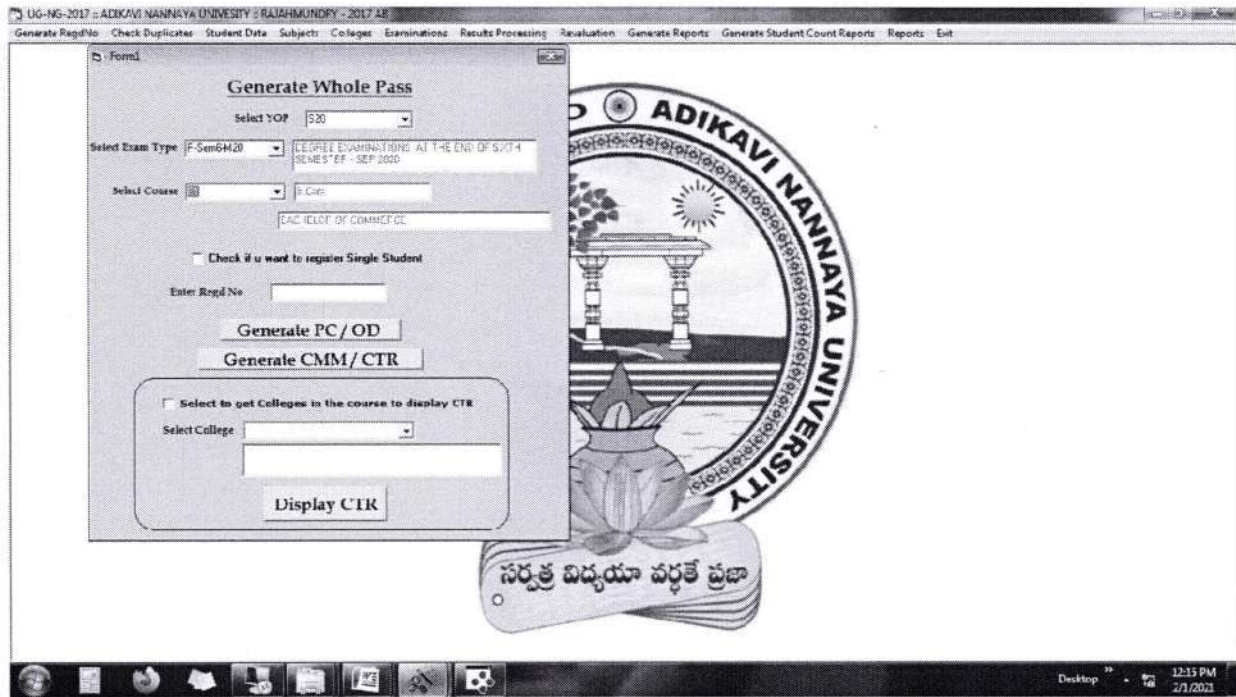 UG-NG-2017 :: ADIKAVI NANNAYA UNIVESITY :: RAJAHMUNDRY - 2017 AB
Generate RegdNo Check Duplicates Student Data Subjects Colleges Examinations Results Processing Revaluation Generate Reports Generate Student Count Reports Reports Exit
Form1
Generate Whole Pass
Select YOP S20
Select Exam Type F-Sem6-M20 DEGREE EXAMINATIONS AT THE END OF SIXTH
SEMESTER - SEP 2020
Select Course B.Com
BACHELOR OF COMMERCE
Check if u want to register Single Student
Enter Regd No
Generate PC / OD
Generate CMM / CTR
Select to get Colleges in the course to display CTR
Select College
Display CTR
ADIKAVI NANNAYA UNIVERSITY
సర్వత్ర విద్యయా వర్ధతే ప్రజా
Desktop
12:15 PM
2/1/2021